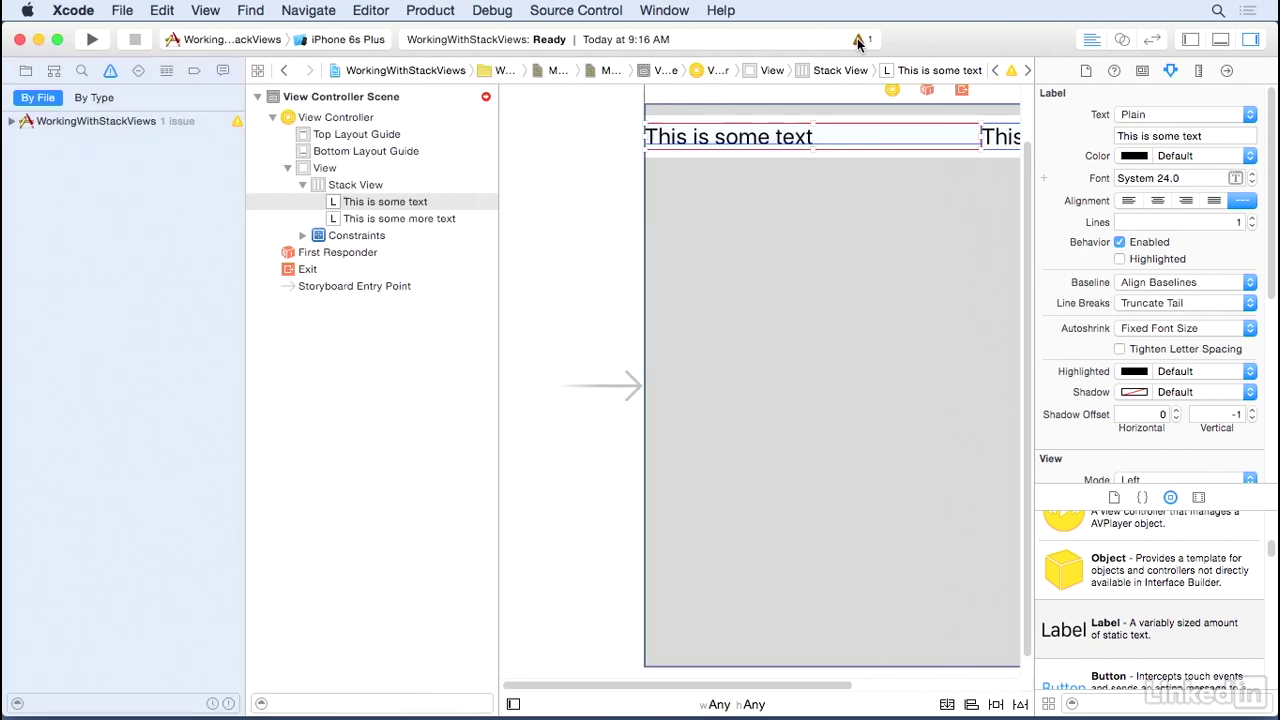 Xcode File Edit View Find Navigate Editor Product Debug Source Control Window Help
Working...ackViews iPhone 6s Plus WorkingWithStackViews: Ready | Today at 9:16 AM 1
WorkingWithStackViews W... M... M... V...e V...r View Stack View L This is some text
By File By Type
WorkingWithStackViews 1 issue
View Controller Scene
View Controller
Top Layout Guide
Bottom Layout Guide
View
Stack View
L This is some text
L This is some more text
Constraints
First Responder
Exit
Storyboard Entry Point
This is some text This
wAny hAny
Label
Text Plain
This is some text
Color Default
Font System 24.0 T
Alignment
Lines 1
Behavior Enabled
Highlighted
Baseline Align Baselines
Line Breaks Truncate Tail
Autoshrink Fixed Font Size
Tighten Letter Spacing
Highlighted Default
Shadow Default
Shadow Offset 0 -1
Horizontal Vertical
View
Mode Left
A view controller that manages a
AVPlayer object.
Object - Provides a template for
objects and controllers not directly
available in Interface Builder.
Label Label - A variably sized amount
of static text.
Button Button - Intercepts touch events
and sends an action message to a
LinkedIn